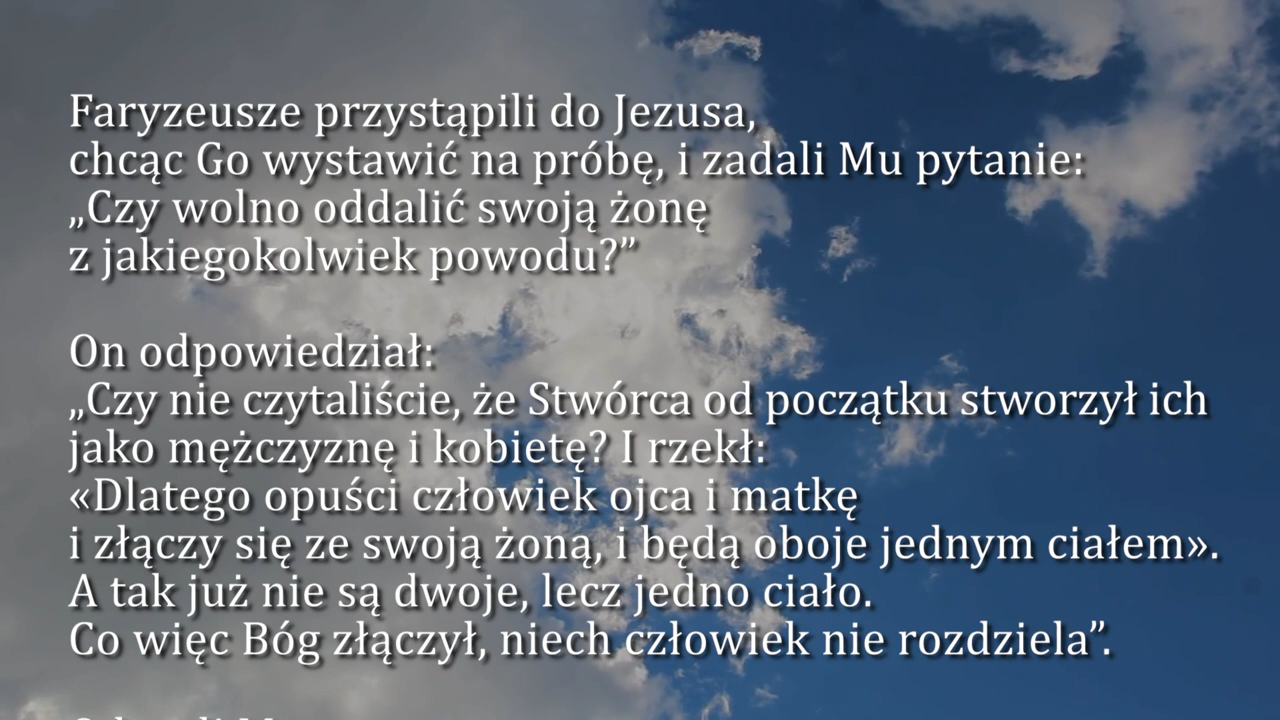 Faryzeusze przystąpili do Jezusa,
chcąc Go wystawić na próbę, i zadali Mu pytanie:
„Czy wolno oddalić swoją żonę
z jakiegokolwiek powodu?”
On odpowiedział:
„Czy nie czytaliście, że Stwórca od początku stworzył ich
jako mężczyznę i kobietę? I rzekł:
«Dlatego opuści człowiek ojca i matkę
i złączy się ze swoją żoną, i będą oboje jednym ciałem».
A tak już nie są dwoje, lecz jedno ciało.
Co więc Bóg złączył, niech człowiek nie rozdziela”.